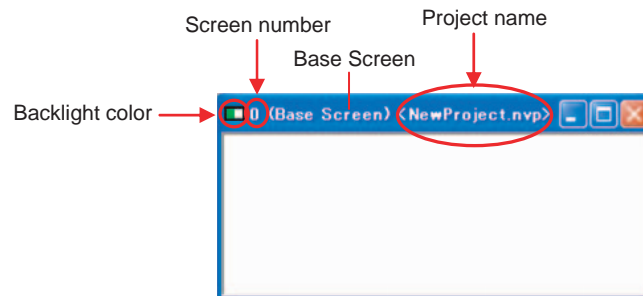 Project name
Screen number
Base Screen
Backlight color
0 (Base Screen) <NewProject.nvp>